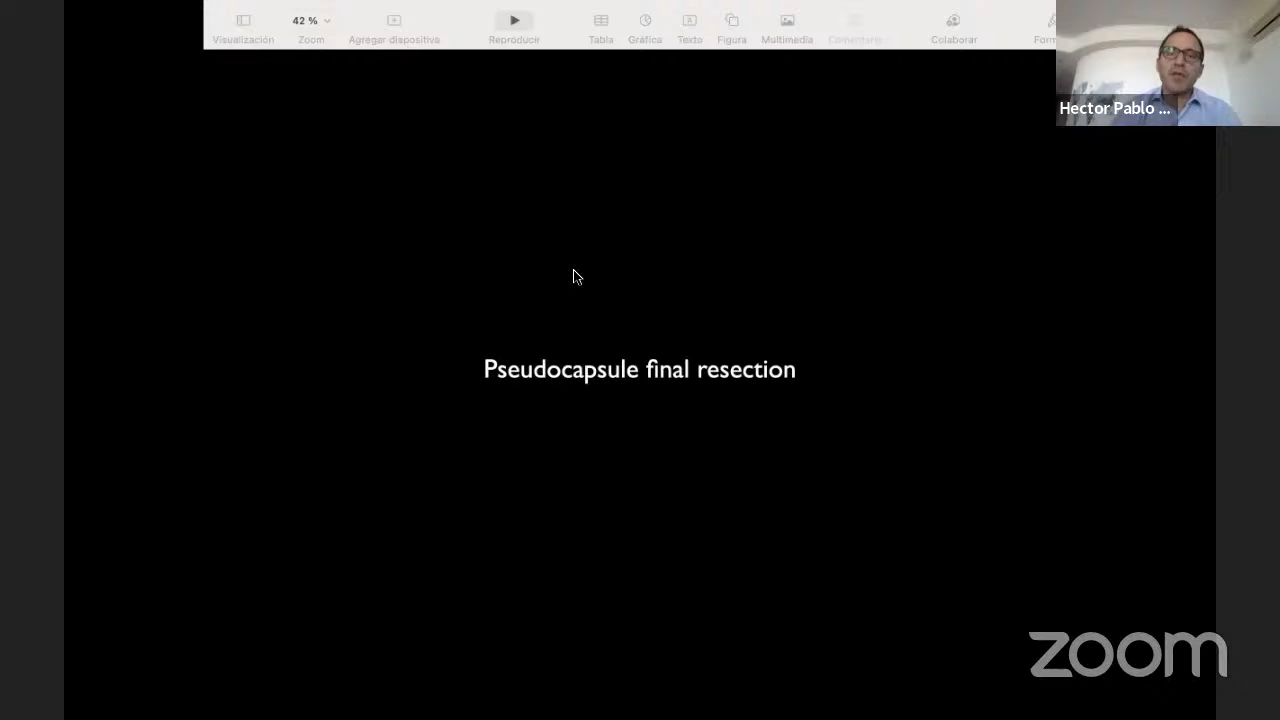 42 %
Visualización Zoom Agregar diapositiva Reproducir Tabla Gráfica Texto Figura Multimedia Comentario Colaborar Form
Hector Pablo ...
Pseudocapsule final resection
zoom